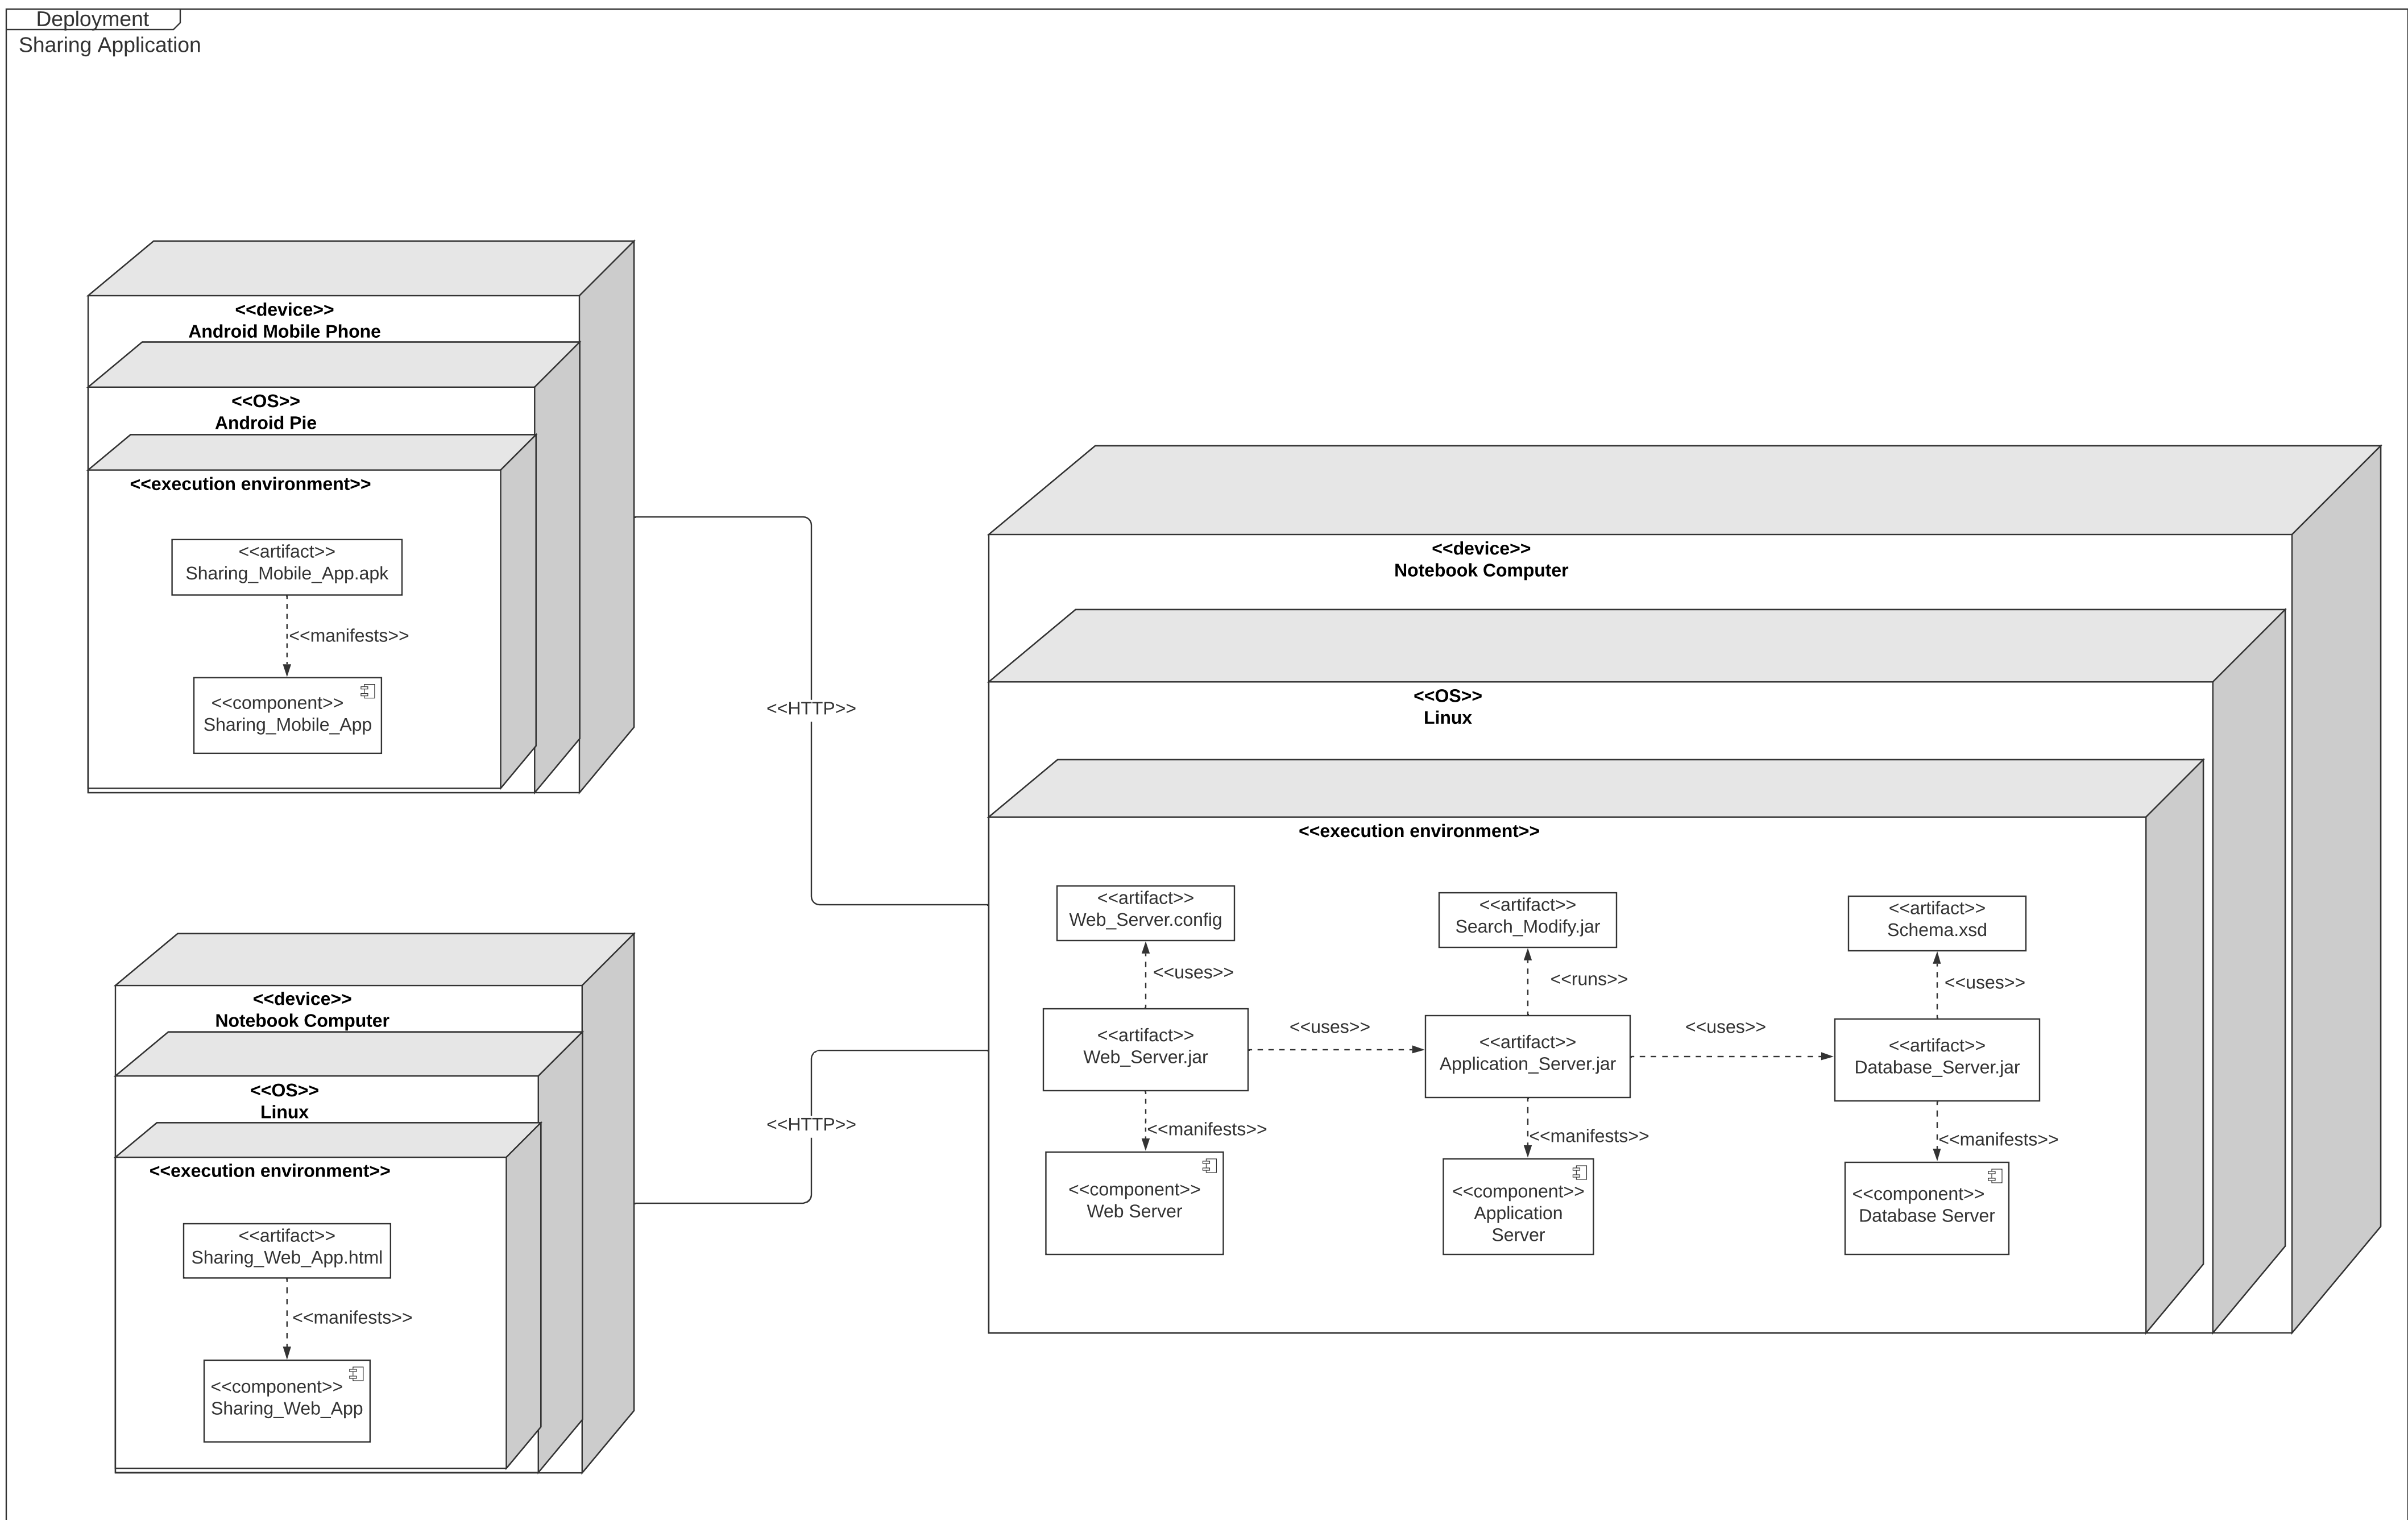 Deployment
Sharing Application
<<device>>
Android Mobile Phone
<<OS>>
Android Pie
<<execution environment>>
<<artifact>>
Sharing_Mobile_App.apk
<<manifests>>
<<component>>
Sharing_Mobile_App
<<HTTP>>
<<device>>
Notebook Computer
<<OS>>
Linux
<<execution environment>>
<<artifact>>
Sharing_Web_App.html
<<manifests>>
<<component>>
Sharing_Web_App
<<HTTP>>
<<device>>
Notebook Computer
<<OS>>
Linux
<<execution environment>>
<<artifact>>
Web_Server.config
<<uses>>
<<artifact>>
Web_Server.jar
<<manifests>>
<<component>>
Web Server
<<uses>>
<<artifact>>
Search_Modify.jar
<<runs>>
<<artifact>>
Application_Server.jar
<<manifests>>
<<component>>
Application
Server
<<uses>>
<<artifact>>
Schema.xsd
<<uses>>
<<artifact>>
Database_Server.jar
<<manifests>>
<<component>>
Database Server